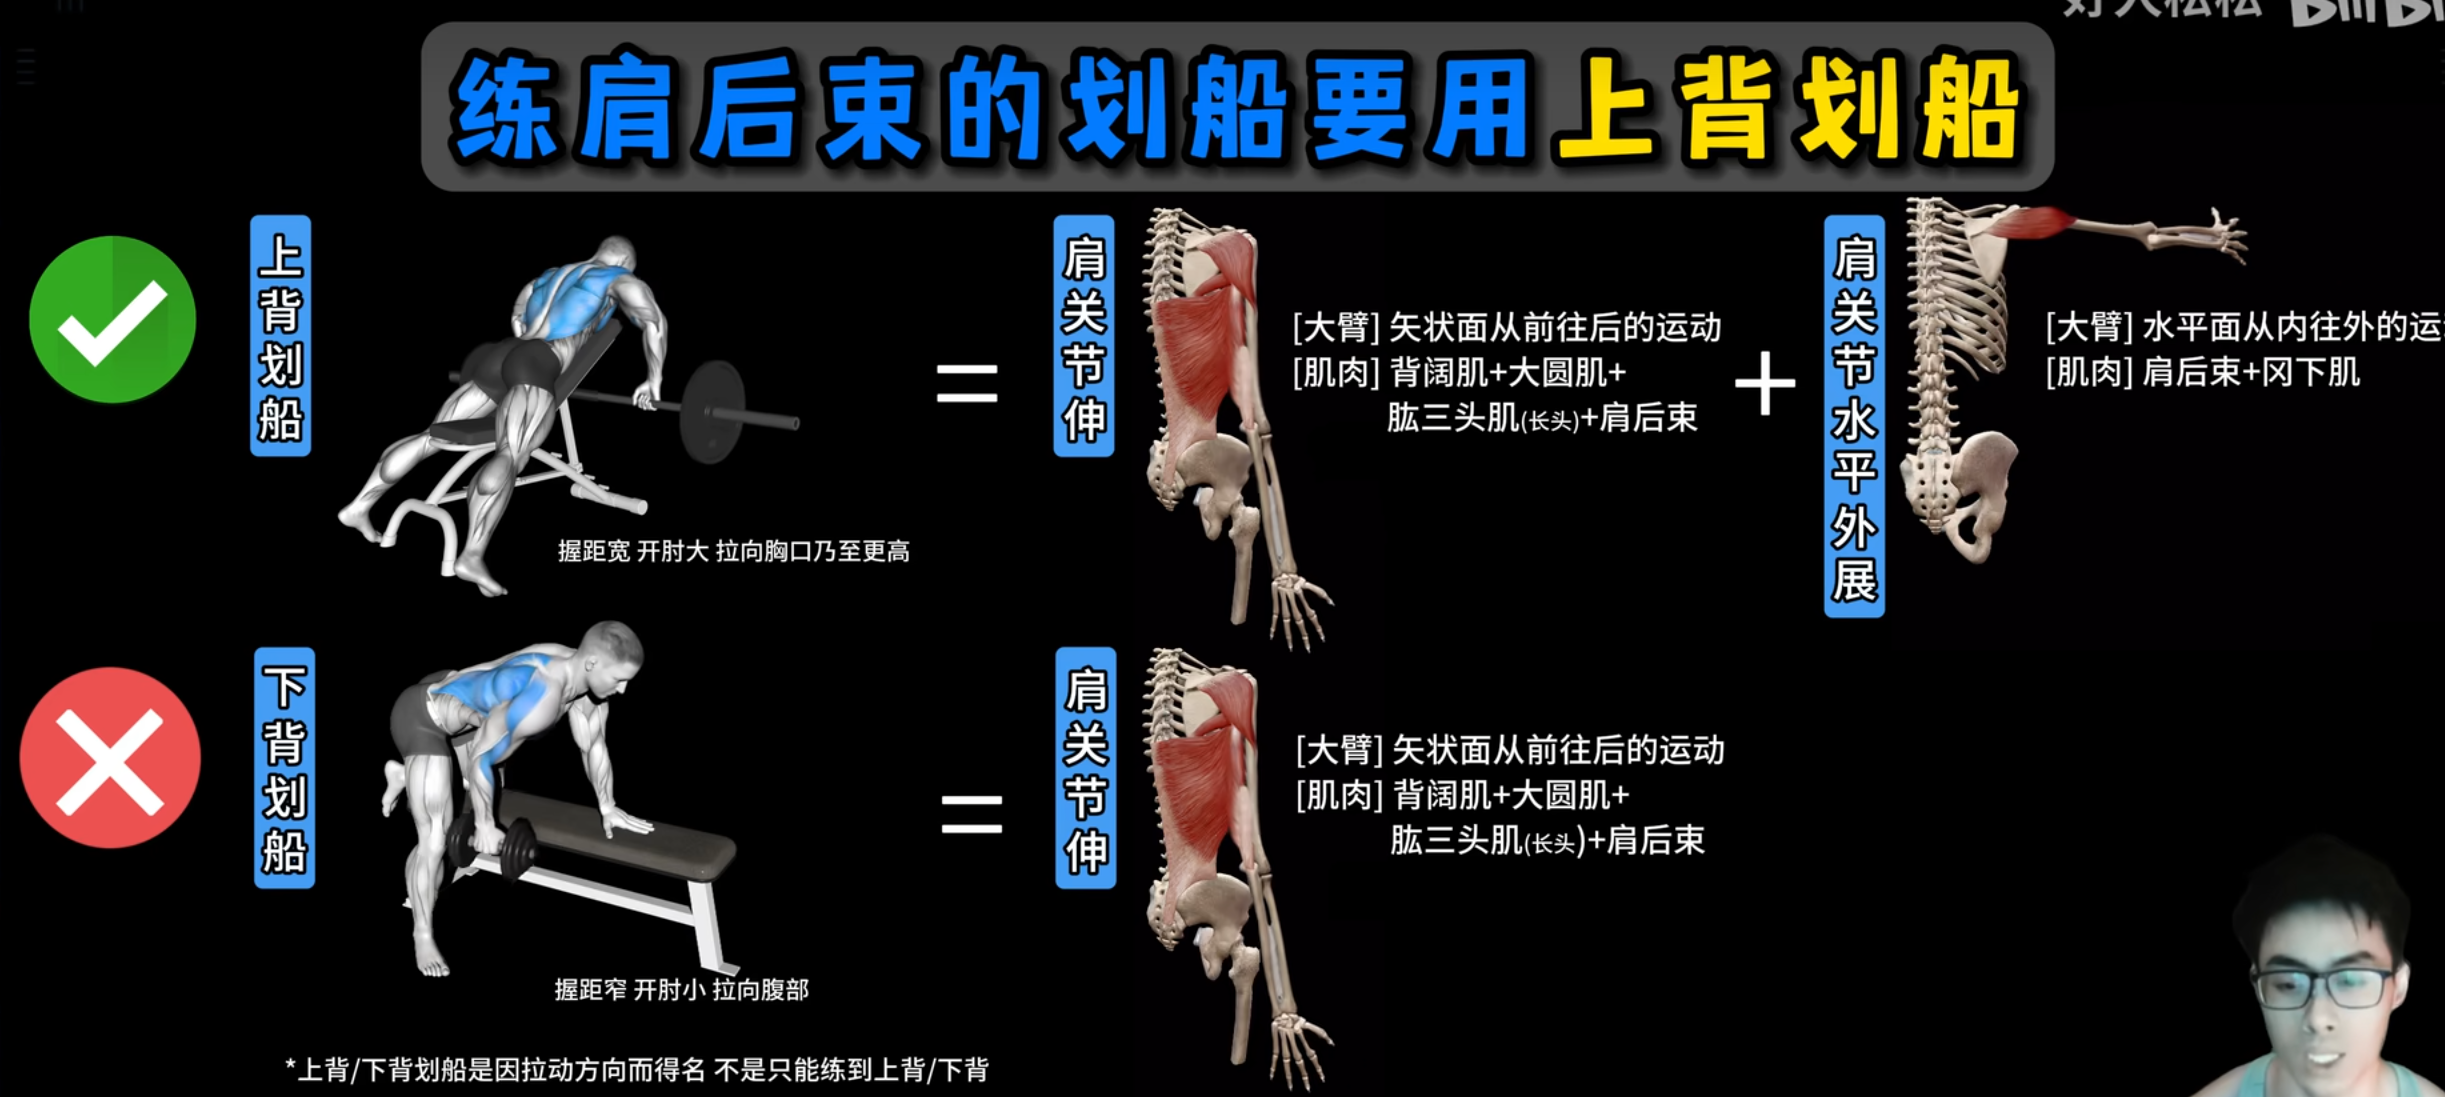 练肩后束的划船要用上背划船
上背划船
握距宽 开肘大 拉向胸口乃至更高
=
肩关节伸
[大臂] 矢状面从前往后的运动
[肌肉] 背阔肌+大圆肌+
肱三头肌(长头)+肩后束
+
肩关节水平外展
[大臂] 水平面从内往外的运
[肌肉] 肩后束+冈下肌
下背划船
握距窄 开肘小 拉向腹部
=
肩关节伸
[大臂] 矢状面从前往后的运动
[肌肉] 背阔肌+大圆肌+
肱三头肌(长头)+肩后束
*上背/下背划船是因拉动方向而得名 不是只能练到上背/下背